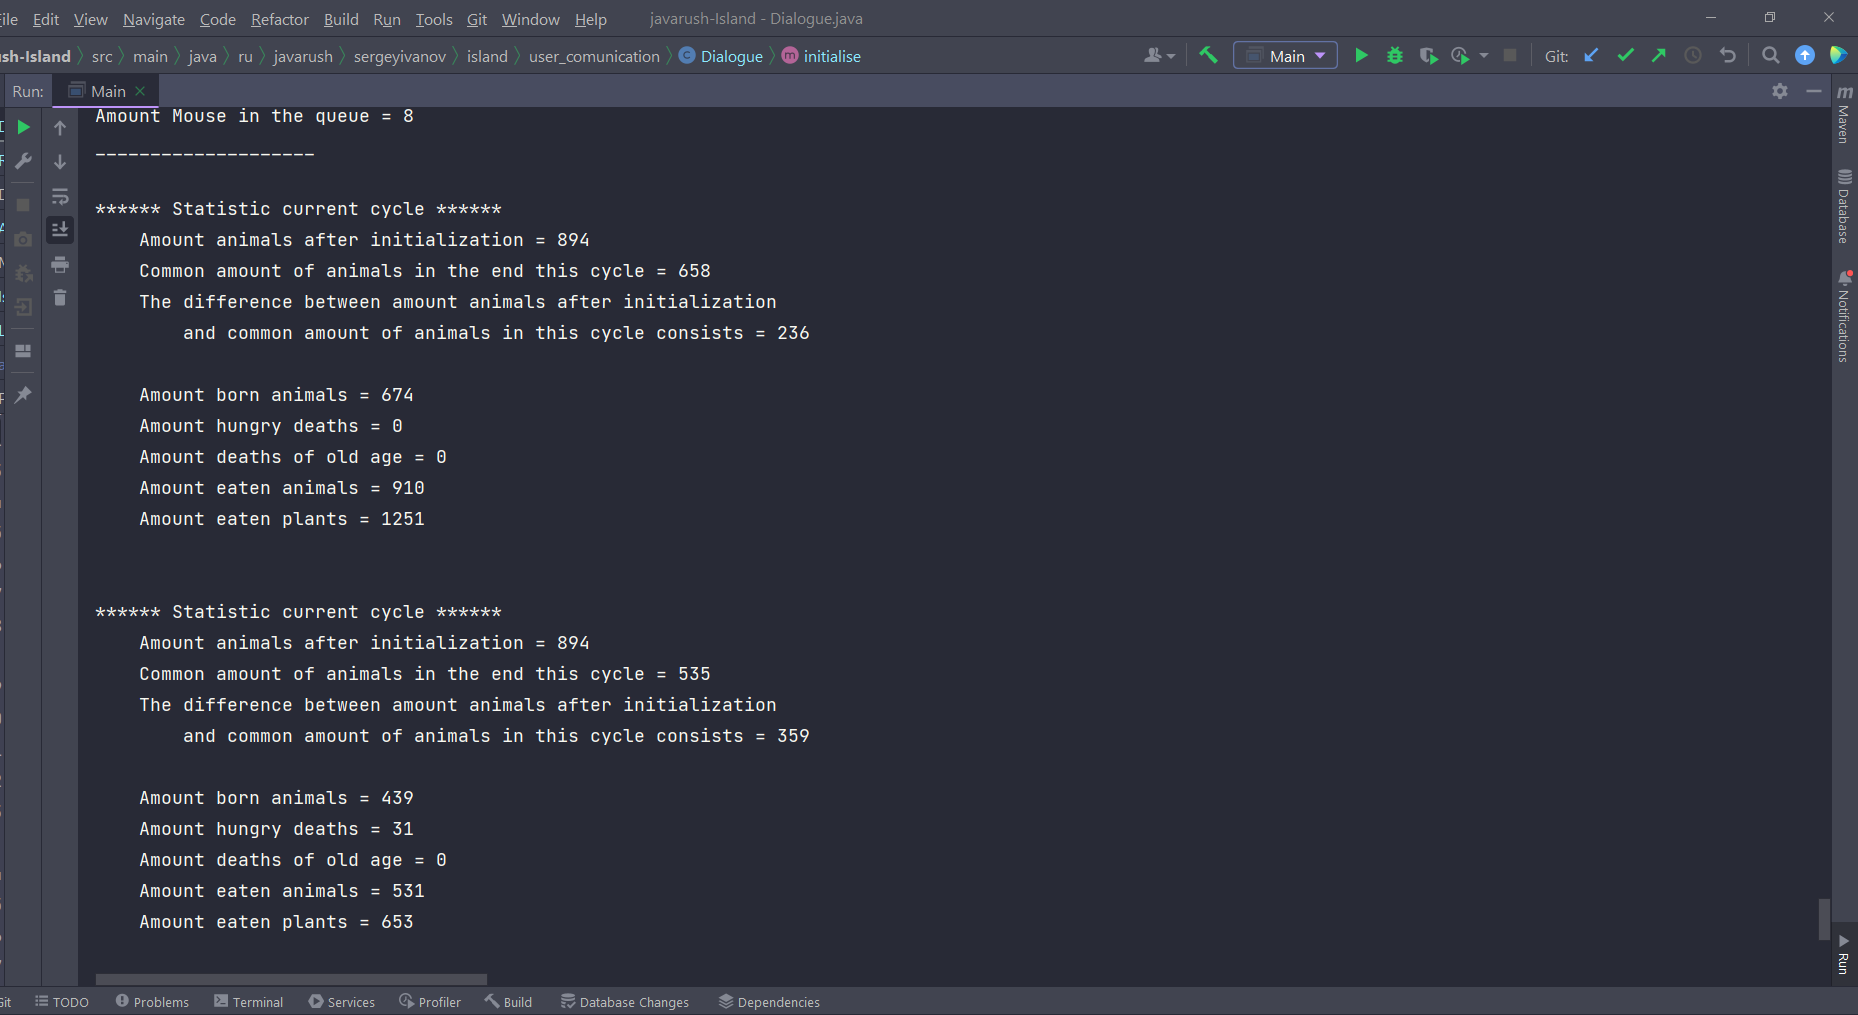 File Edit View Navigate Code Refactor Build Run Tools Git Window Help javarush-Island - Dialogue.java
sh-Island src main java ru javarush sergeyivanov island user_comunication Dialogue initialise Main Git:
Run: Main
Amount Mouse in the queue = 8
--------------------
****** Statistic current cycle ******
Amount animals after initialization = 894
Common amount of animals in the end this cycle = 658
The difference between amount animals after initialization
and common amount of animals in this cycle consists = 236
Amount born animals = 674
Amount hungry deaths = 0
Amount deaths of old age = 0
Amount eaten animals = 910
Amount eaten plants = 1251
****** Statistic current cycle ******
Amount animals after initialization = 894
Common amount of animals in the end this cycle = 535
The difference between amount animals after initialization
and common amount of animals in this cycle consists = 359
Amount born animals = 439
Amount hungry deaths = 31
Amount deaths of old age = 0
Amount eaten animals = 531
Amount eaten plants = 653
Maven
Database
Notifications
Run
Git TODO Problems Terminal Services Profiler Build Database Changes Dependencies